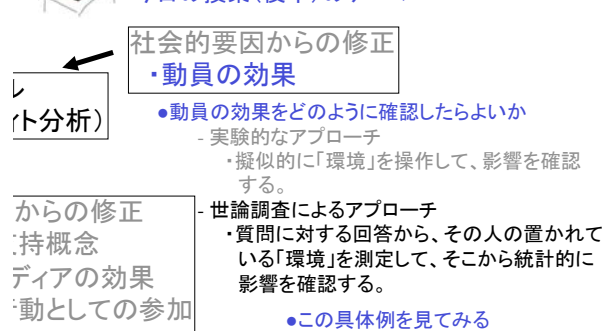 社会的要因からの修正
・動員の効果
ル
ト分析)
●動員の効果をどのように確認したらよいか
- 実験的なアプローチ
・擬似的に「環境」を操作して、影響を確認
する。
- 世論調査によるアプローチ
・質問に対する回答から、その人の置かれて
いる「環境」を測定して、そこから統計的に
影響を確認する。
からの修正
持概念
ディアの効果
動としての参加
●この具体例を見てみる